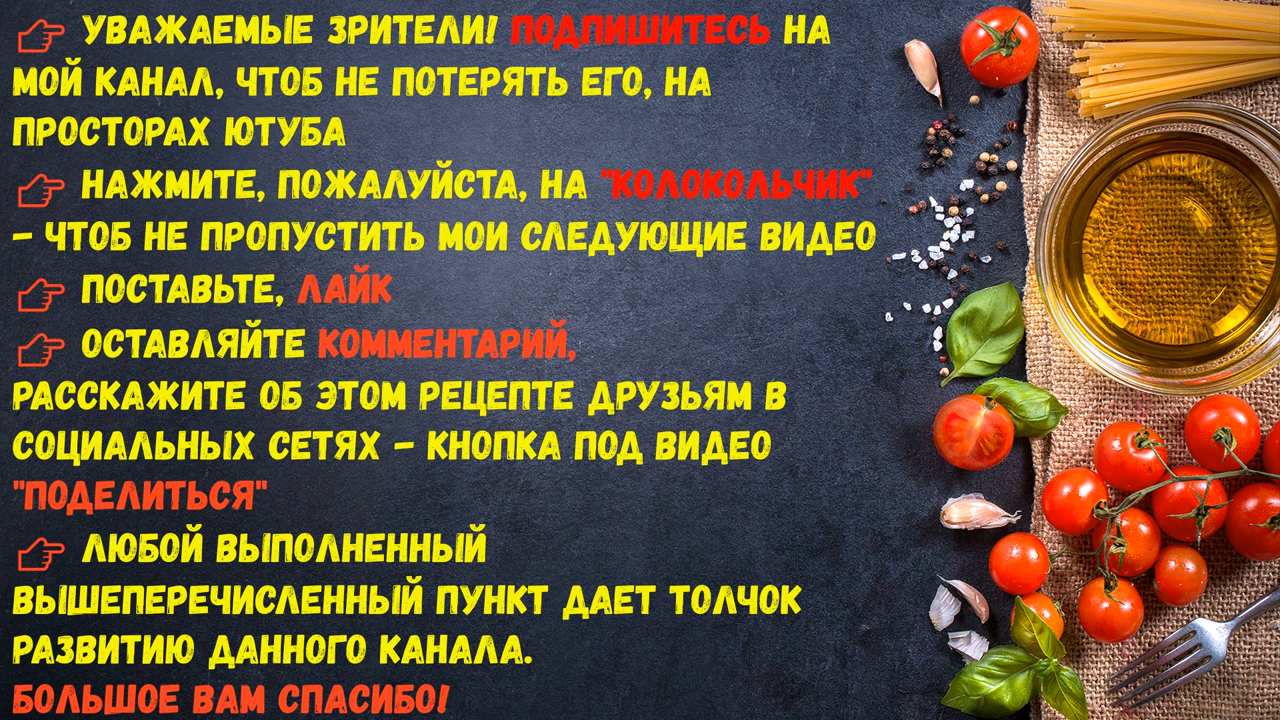 УВАЖАЕМЫЕ ЗРИТЕЛИ! ПОДПИШИТЕСЬ НА
МОЙ КАНАЛ, ЧТОБ НЕ ПОТЕРЯТЬ ЕГО, НА
ПРОСТОРАХ ЮТУБА
НАЖМИТЕ, ПОЖАЛУЙСТА, НА "КОЛОКОЛЬЧИК"
- ЧТОБ НЕ ПРОПУСТИТЬ МОИ СЛЕДУЮЩИЕ ВИДЕО
ПОСТАВЬТЕ, ЛАЙК
ОСТАВЛЯЙТЕ КОММЕНТАРИЙ,
РАССКАЖИТЕ ОБ ЭТОМ РЕЦЕПТЕ ДРУЗЬЯМ В
СОЦИАЛЬНЫХ СЕТЯХ - КНОПКА ПОД ВИДЕО
"ПОДЕЛИТЬСЯ"
ЛЮБОЙ ВЫПОЛНЕННЫЙ
ВЫШЕПЕРЕЧИСЛЕННЫЙ ПУНКТ ДАЕТ ТОЛЧОК
РАЗВИТИЮ ДАННОГО КАНАЛА.
БОЛЬШОЕ ВАМ СПАСИБО!